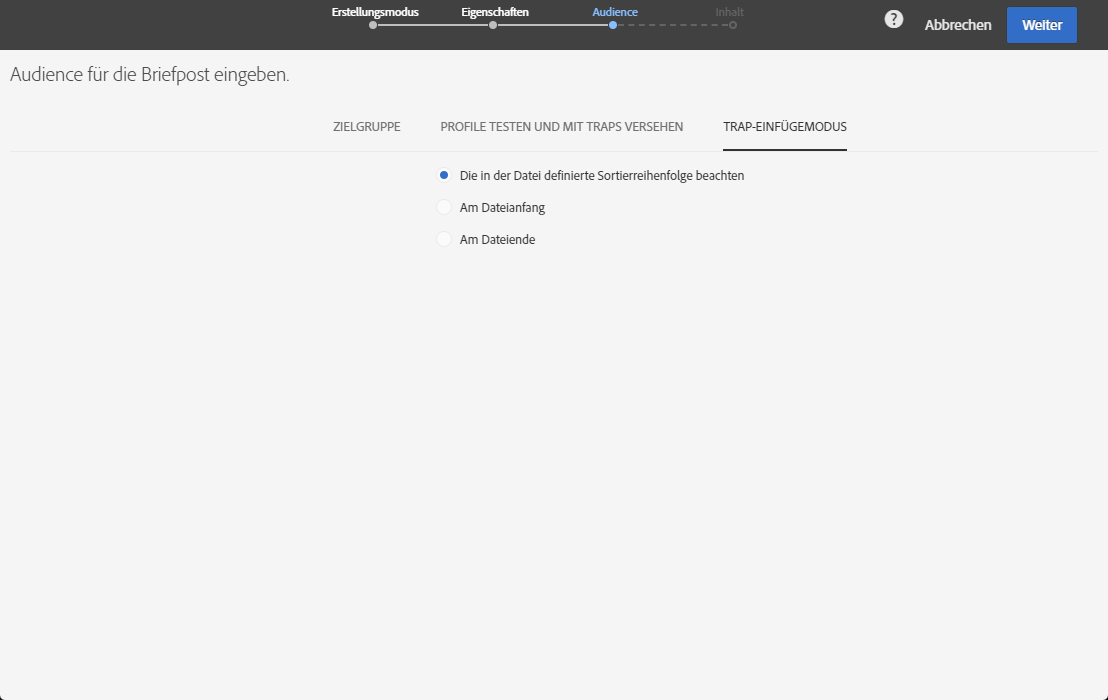 Erstellungsmodus Eigenschaften Audience Inhalt
? Abbrechen Weiter
Audience für die Briefpost eingeben.
ZIELGRUPPE PROFILE TESTEN UND MIT TRAPS VERSEHEN TRAP-EINFÜGEMODUS
Die in der Datei definierte Sortierreihenfolge beachten
Am Dateianfang
Am Dateiende